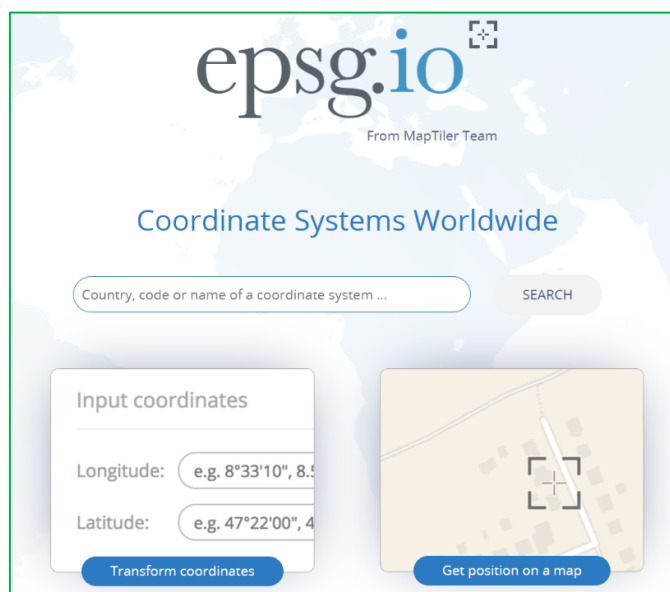 epsg.io
From MapTiler Team
Coordinate Systems Worldwide
Country, code or name of a coordinate system ...
SEARCH
Input coordinates
Longitude: e.g. 8°33'10", 8.5
Latitude: e.g. 47°22'00", 4
Transform coordinates
Get position on a map